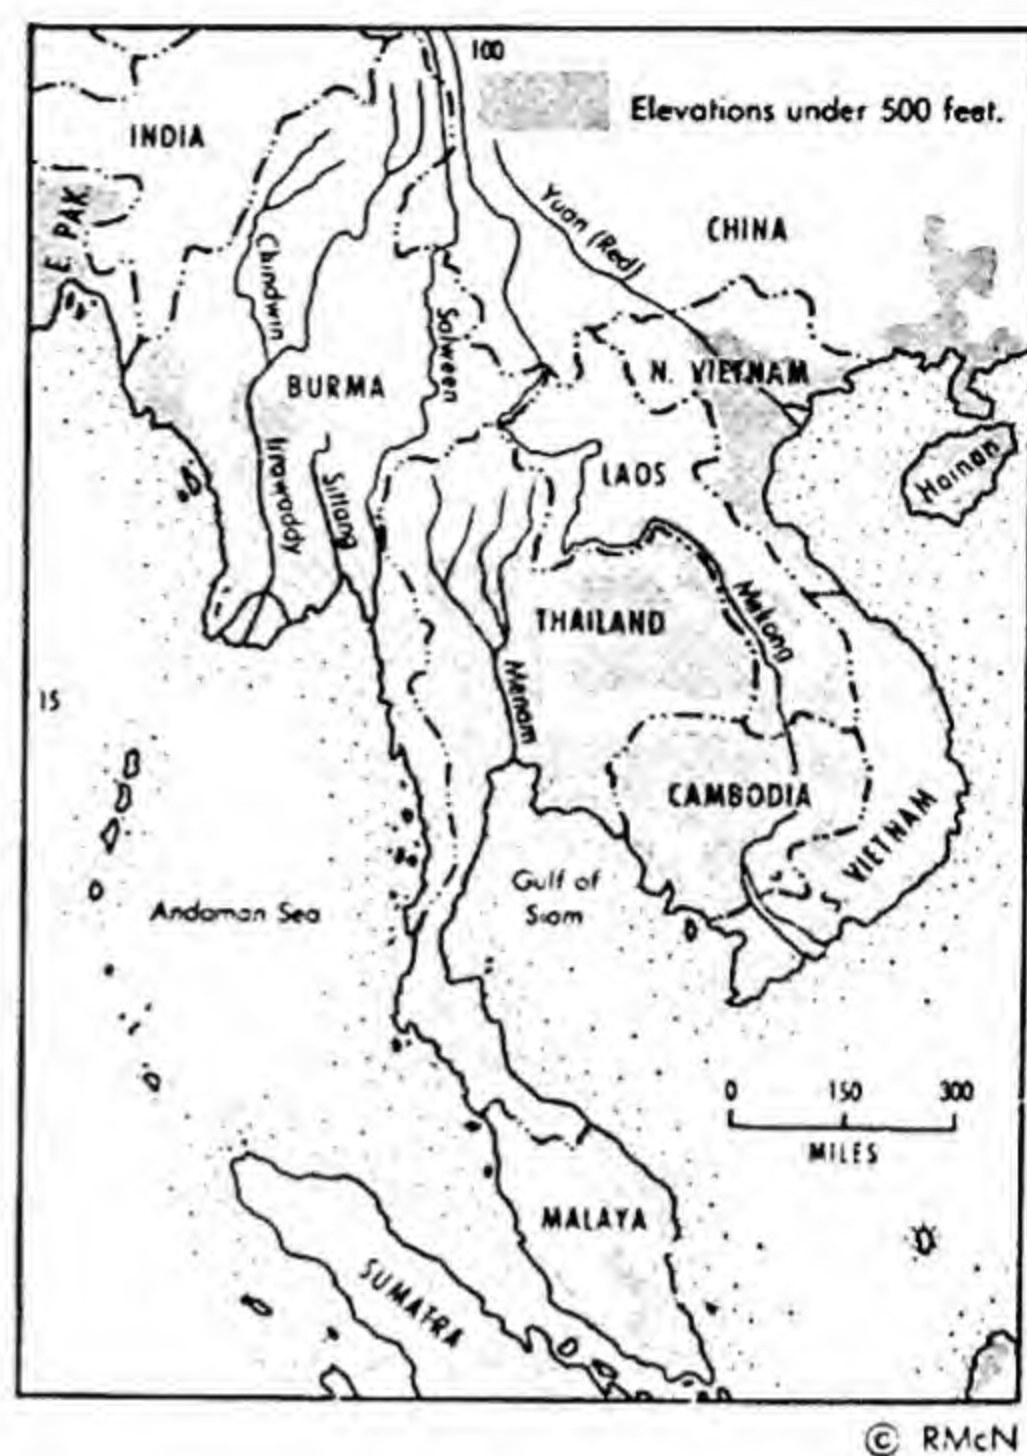 100
Elevations under 500 feet.
INDIA
E. PAK.
Yuan (Red)
CHINA
Chindwin
Salween
BURMA
N. VIETNAM
Irrawaddy
Sittang
LAOS
Hainan
THAILAND
Mekong
15
Menam
CAMBODIA
VIETNAM
Andaman Sea
Gulf of
Siam
0 150 300
MILES
MALAYA
SUMATRA
© RMcN